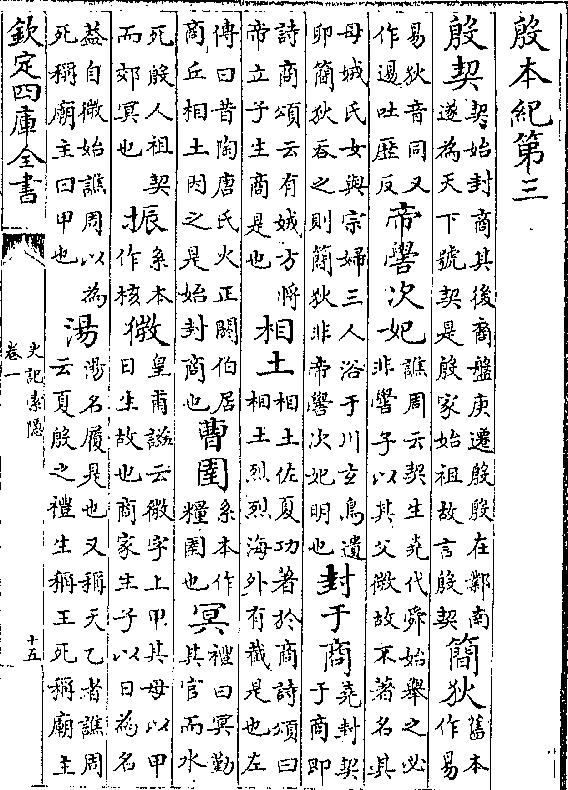 殷本紀第三
殷契契始封商其後裔盤庚遷殷殷在鄴南遂為天下號契是殷家始祖故言殷契簡狄舊本作易
易狄音同又作逷吐歷反帝嚳次妃譙周云契生堯代舜始舉之必非嚳子以其父微故不著名其
母娀氏女與宗婦三人浴于川玄鳥遺卵簡狄吞之則簡狄非帝嚳次妃明也封于商堯封契于商即
詩商頌云有娀方將帝立子生商是也相土相土佐夏功著於商詩頌曰相土烈烈海外有截是也左
傳曰昔陶唐氏火正閼伯居商丘相土因之是始封商也曹圉系本作糧圉也冥禮曰冥勤其官而水
死殷人祖契而郊冥也振系本作核微皇甫謐云微字上甲其母以甲日生故也商家生子以日為名
葢自微始譙周以為死稱廟主曰甲也湯湯名履是也又稱天乙者譙周云夏殷之禮生稱王死稱廟主
欽定四庫全書
史記索隱
卷一
十五